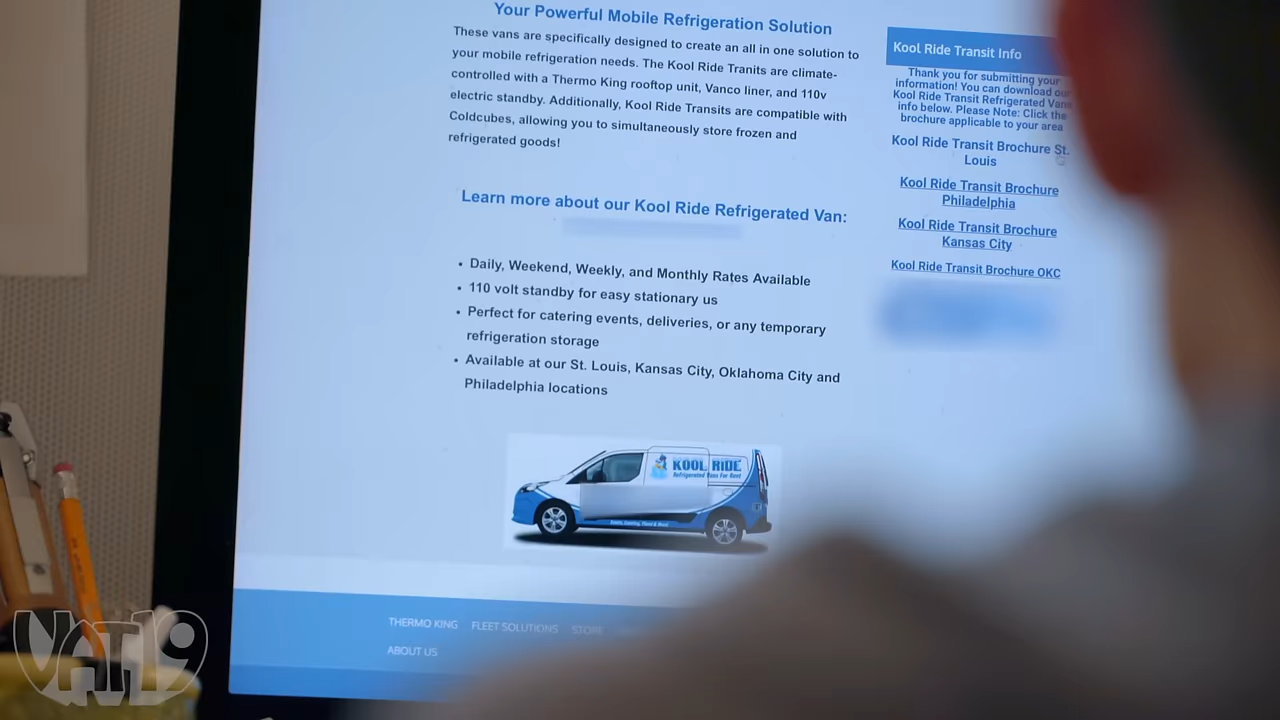 Your Powerful Mobile Refrigeration Solution
These vans are specifically designed to create an all in one solution to
your mobile refrigeration needs. The Kool Ride Tranits are climate-
controlled with a Thermo King rooftop unit, Vanco liner, and 110v
electric standby. Additionally, Kool Ride Transits are compatible with
Coldcubes, allowing you to simultaneously store frozen and
refrigerated goods!
Learn more about our Kool Ride Refrigerated Van:
• Daily, Weekend, Weekly, and Monthly Rates Available
• 110 volt standby for easy stationary us
• Perfect for catering events, deliveries, or any temporary
refrigeration storage
• Available at our St. Louis, Kansas City, Oklahoma City and
Philadelphia locations
KOOL RIDE
Refrigerated Vans For Rent
THERMO KING FLEET SOLUTIONS STORE
ABOUT US
Kool Ride Transit Info
Thank you for submitting your
information! You can download our
Kool Ride Transit Refrigerated Van
info below. Please Note: Click the
brochure applicable to your area
Kool Ride Transit Brochure St.
Louis
Kool Ride Transit Brochure
Philadelphia
Kool Ride Transit Brochure
Kansas City
Kool Ride Transit Brochure OKC
VAT19